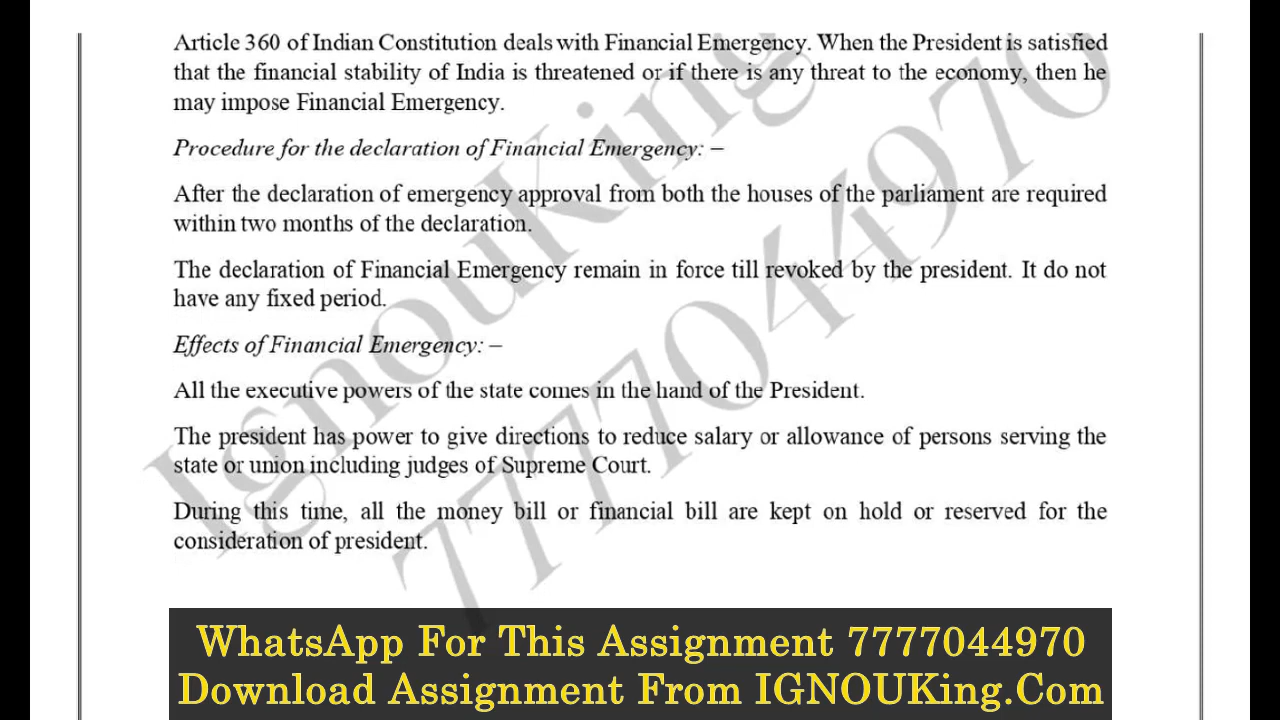 Article 360 of Indian Constitution deals with Financial Emergency. When the President is satisfied
that the financial stability of India is threatened or if there is any threat to the economy, then he
may impose Financial Emergency.
Procedure for the declaration of Financial Emergency: –
After the declaration of emergency approval from both the houses of the parliament are required
within two months of the declaration.
The declaration of Financial Emergency remain in force till revoked by the president. It do not
have any fixed period.
Effects of Financial Emergency: –
All the executive powers of the state comes in the hand of the President.
The president has power to give directions to reduce salary or allowance of persons serving the
state or union including judges of Supreme Court.
During this time, all the money bill or financial bill are kept on hold or reserved for the
consideration of president.
IgnouKing
7777044970
WhatsApp For This Assignment 7777044970
Download Assignment From IGNOUKing.Com